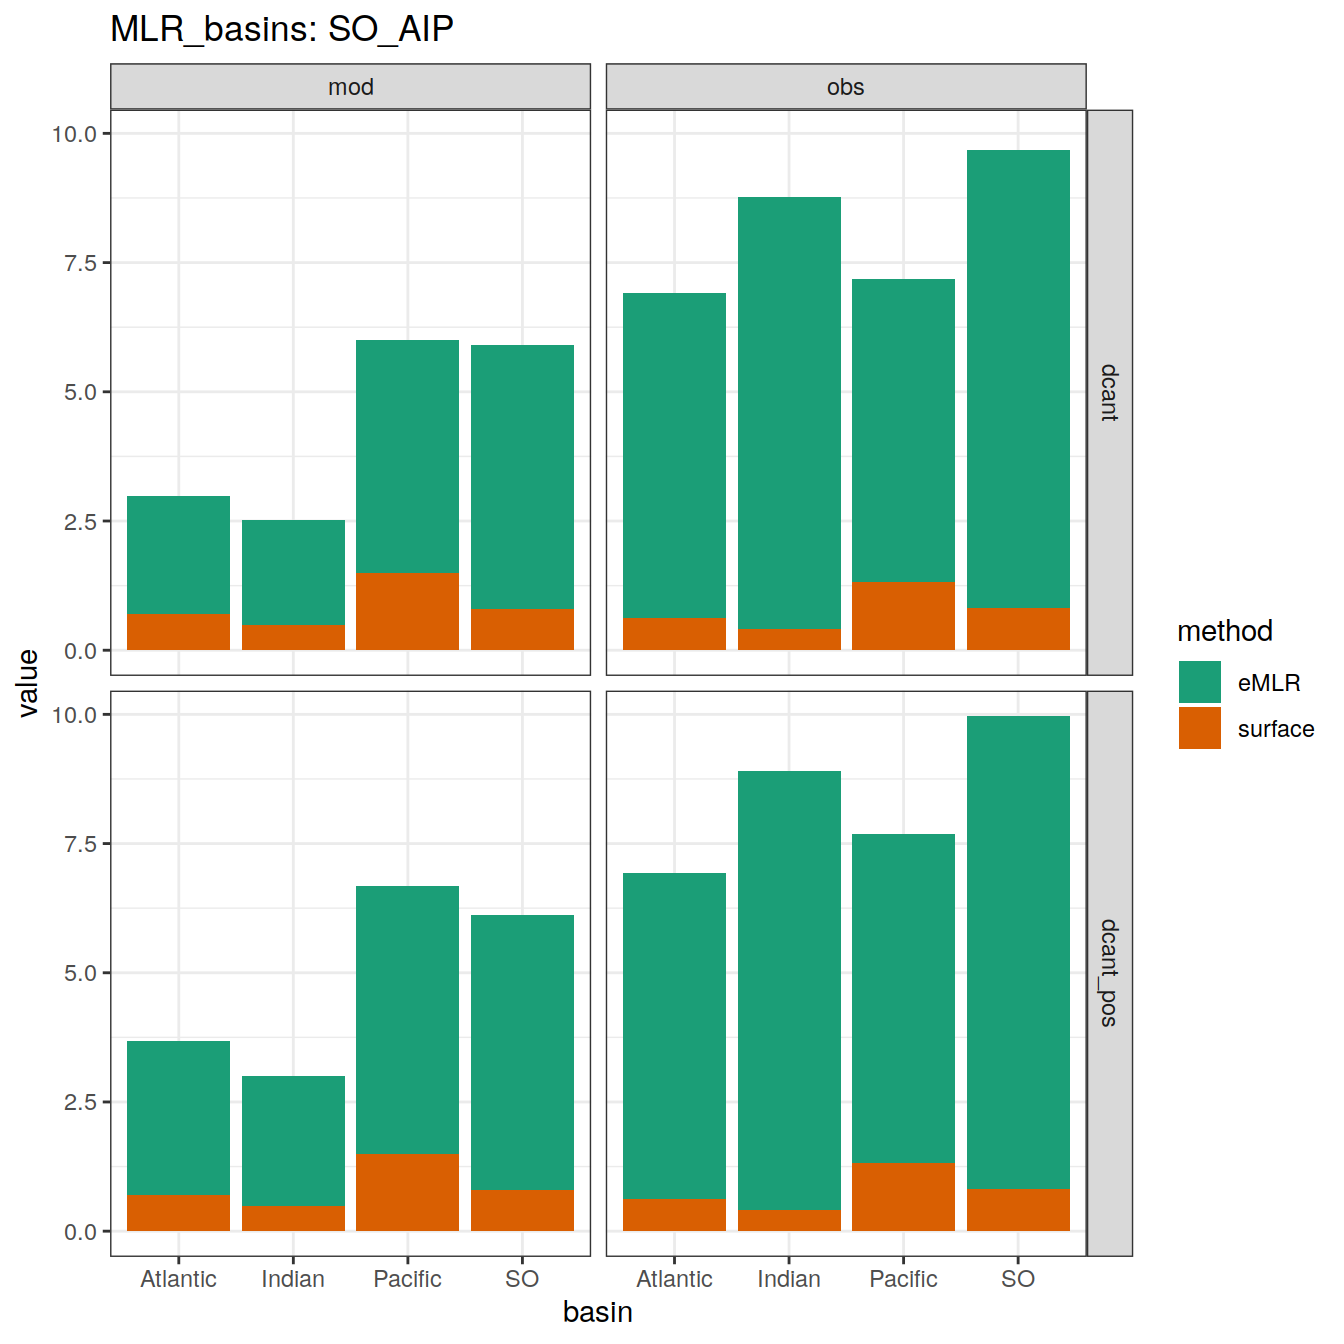 MLR_basins: SO_AIP
mod
obs
10.0
7.5
5.0
2.5
0.0
dcant
10.0
7.5
5.0
2.5
0.0
dcant_pos
value
Atlantic Indian Pacific SO
Atlantic Indian Pacific SO
basin
method
eMLR
surface